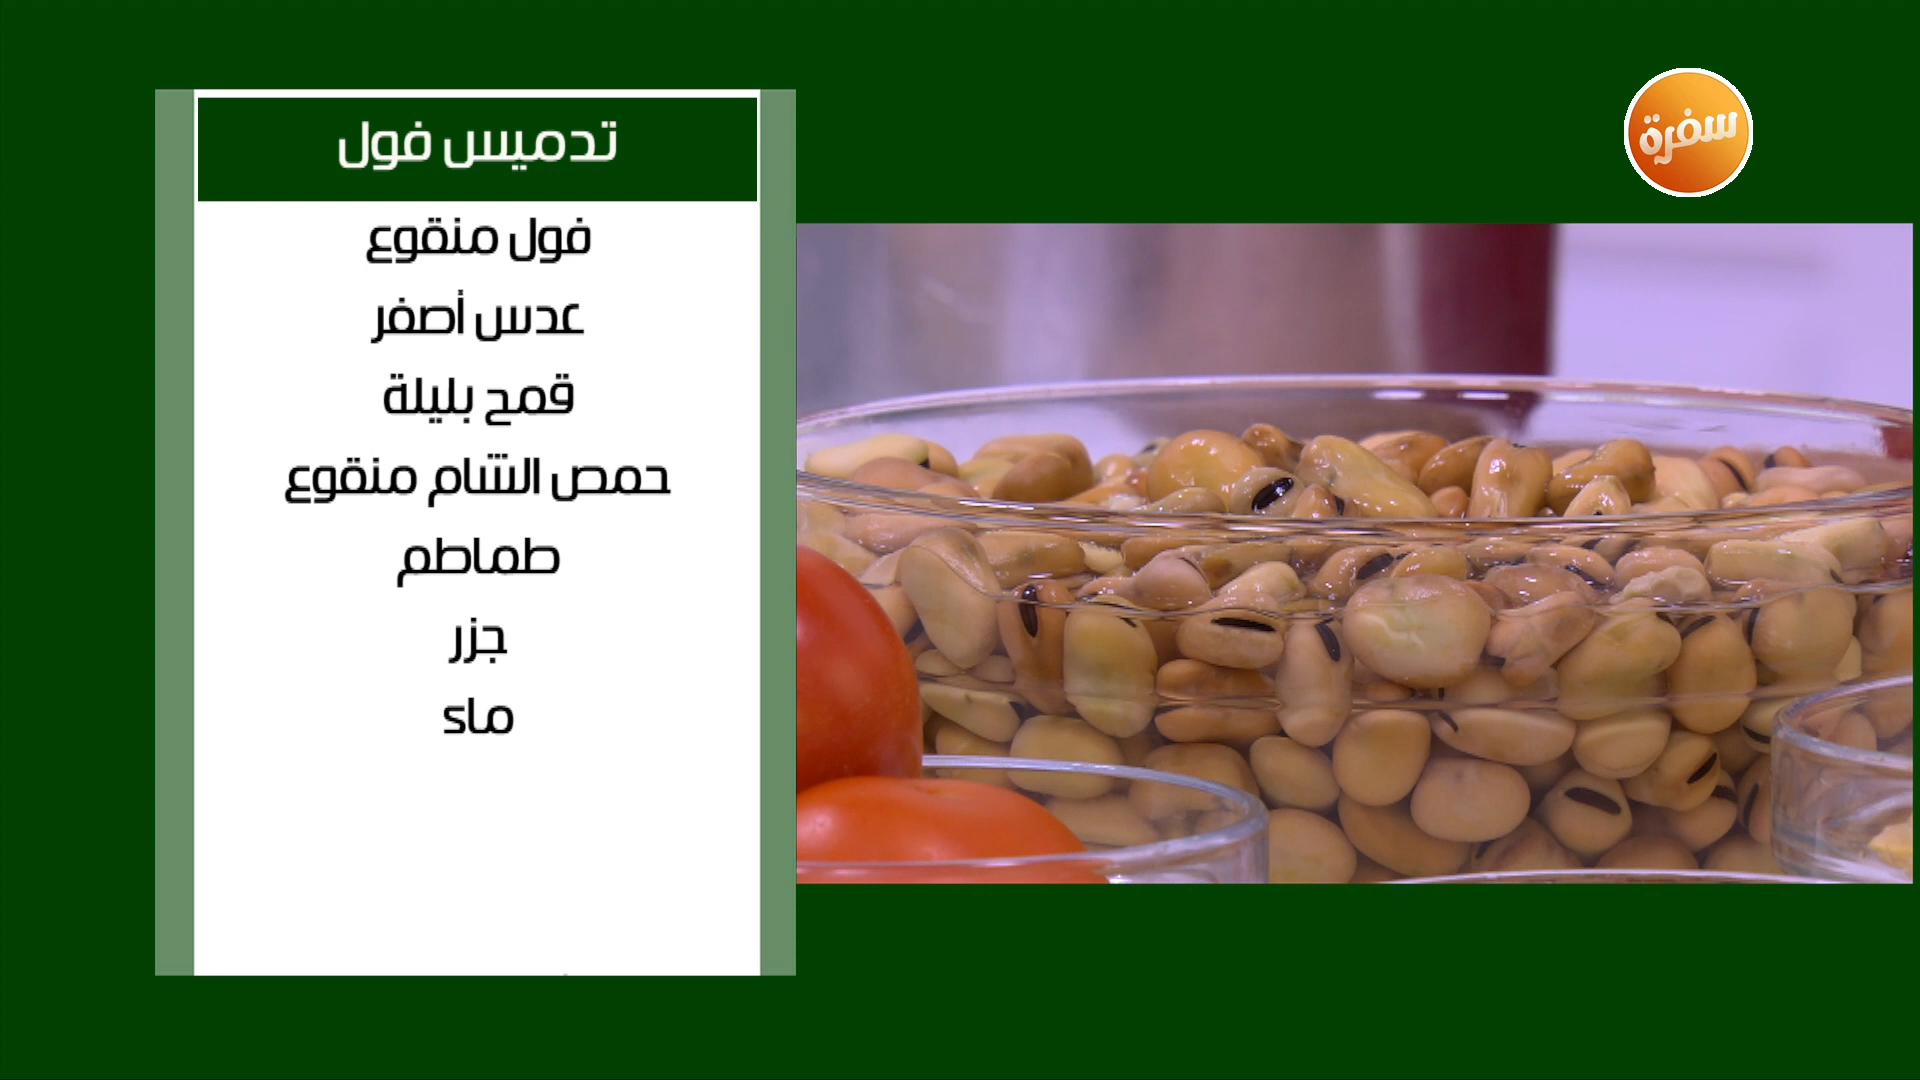 تدميس فول
فول منقوع
عدس أصفر
قمح بليلة
حمص الشام منقوع
طماطم
جزر
ماء
سفرة